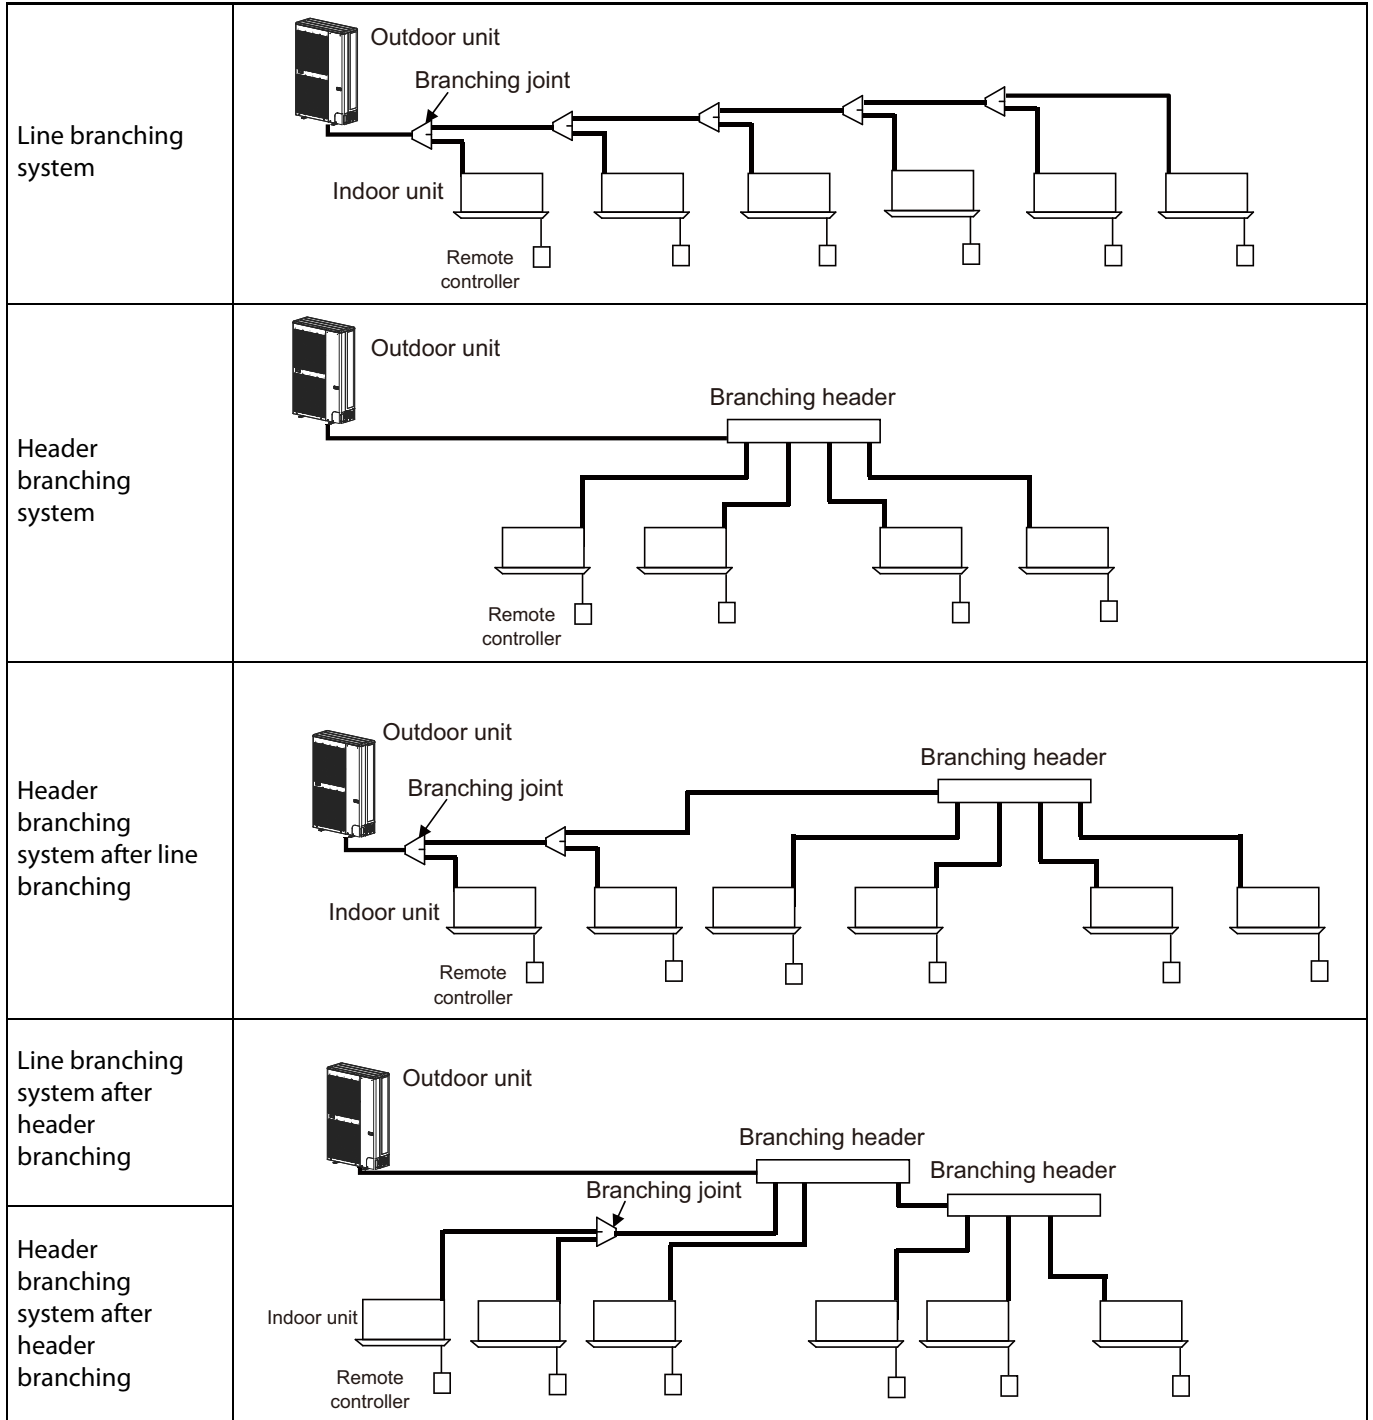 Line branching
system
Outdoor unit
Branching joint
Indoor unit
Remote
controller
Header
branching
system
Outdoor unit
Branching header
Remote
controller
Header
branching
system after line
branching
Outdoor unit
Branching joint
Branching header
Indoor unit
Remote
controller
Line branching
system after
header
branching
Header
branching
system after
header
branching
Outdoor unit
Branching header
Branching header
Branching joint
Indoor unit
Remote
controller